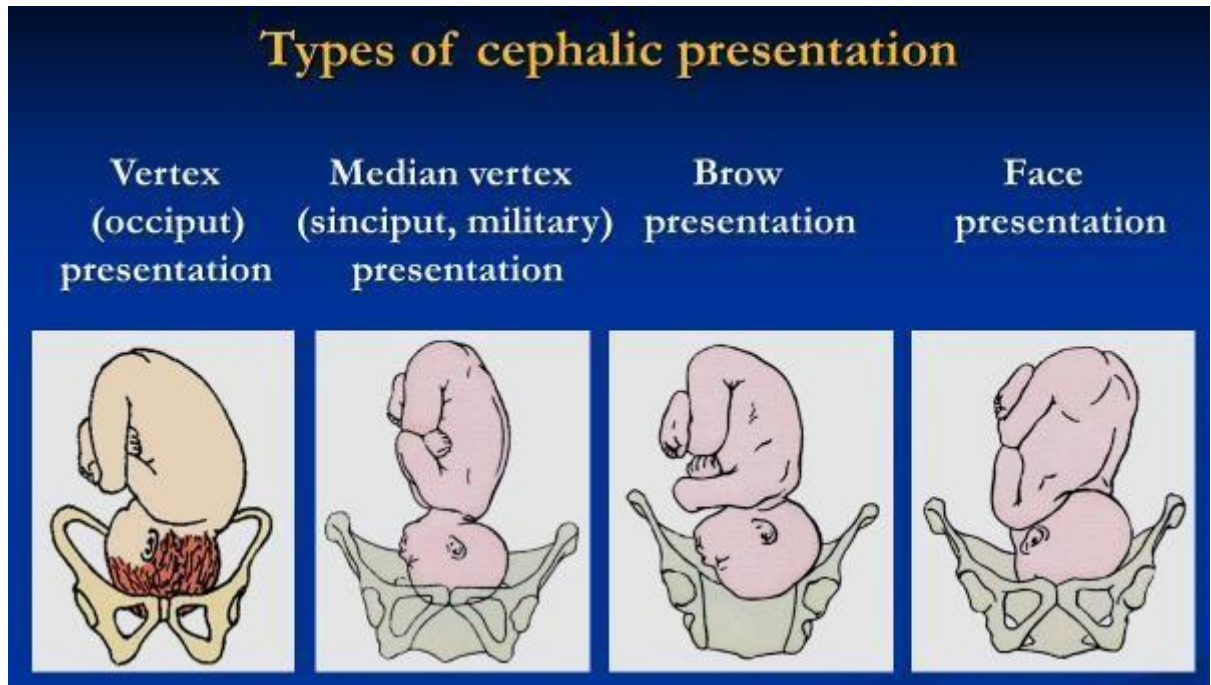 Types of cephalic presentation
Vertex
(occiput)
presentation
Median vertex
(sinciput, military)
presentation
Brow
presentation
Face
presentation